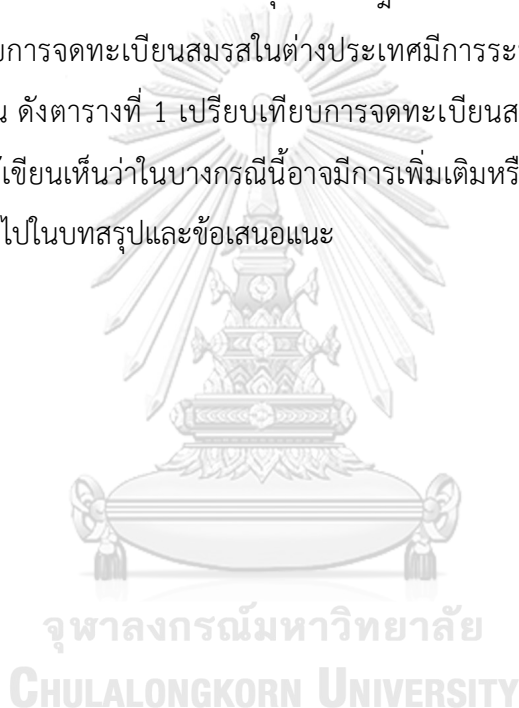 บการจดทะเบียนสมรสในต่างประเทศมีการระ
น ดังตารางที่ 1 เปรียบเทียบการจดทะเบียนส
เขียนเห็นว่าในบางกรณีนี้อาจมีการเพิ่มเติมหรื
ไปในบทสรุปและข้อเสนอแนะ
จุฬาลงกรณ์มหาวิทยาลัย
CHULALONGKORN UNIVERSITY